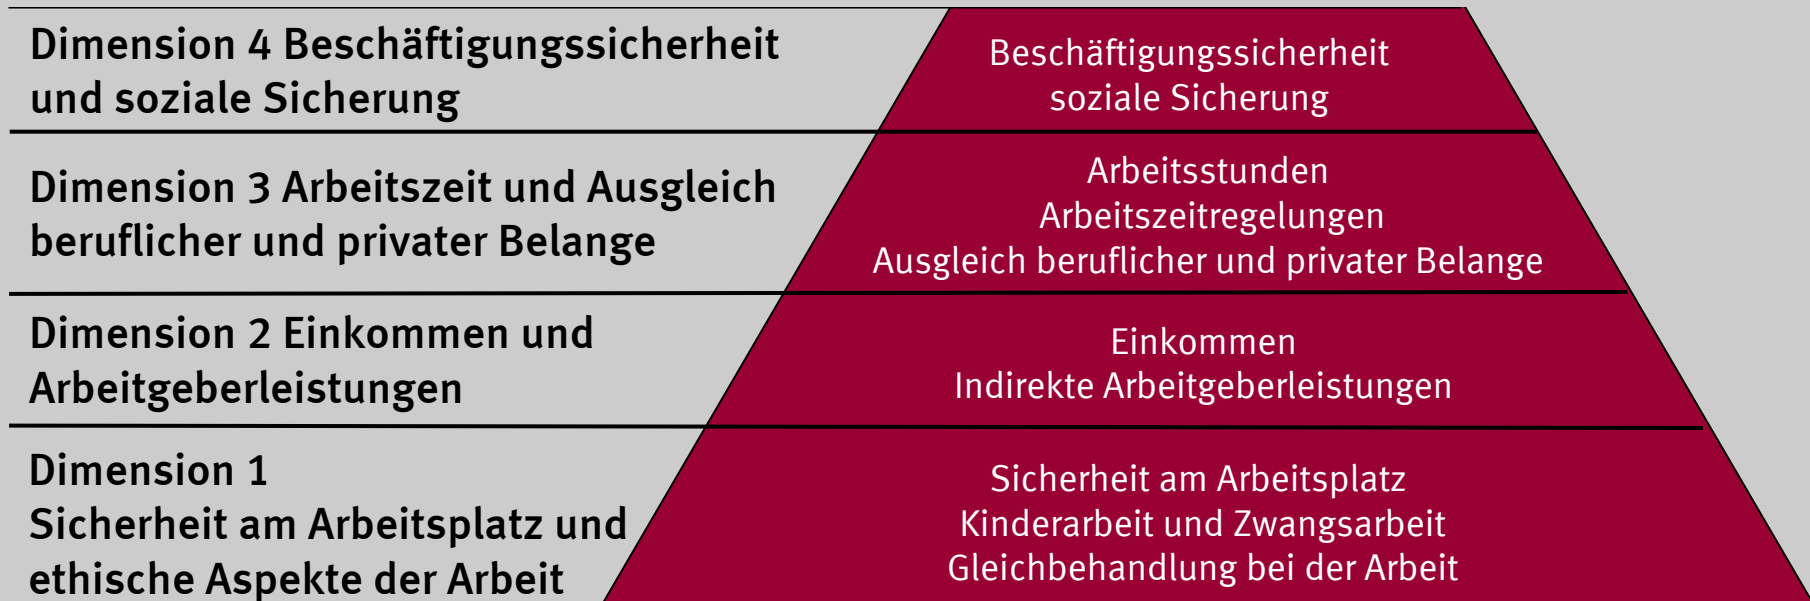 Dimension 4 Beschäftigungssicherheit
und soziale Sicherung
Beschäftigungssicherheit
soziale Sicherung
Dimension 3 Arbeitszeit und Ausgleich
beruflicher und privater Belange
Arbeitsstunden
Arbeitszeitregelungen
Ausgleich beruflicher und privater Belange
Dimension 2 Einkommen und
Arbeitgeberleistungen
Einkommen
Indirekte Arbeitgeberleistungen
Dimension 1
Sicherheit am Arbeitsplatz und
ethische Aspekte der Arbeit
Sicherheit am Arbeitsplatz
Kinderarbeit und Zwangsarbeit
Gleichbehandlung bei der Arbeit